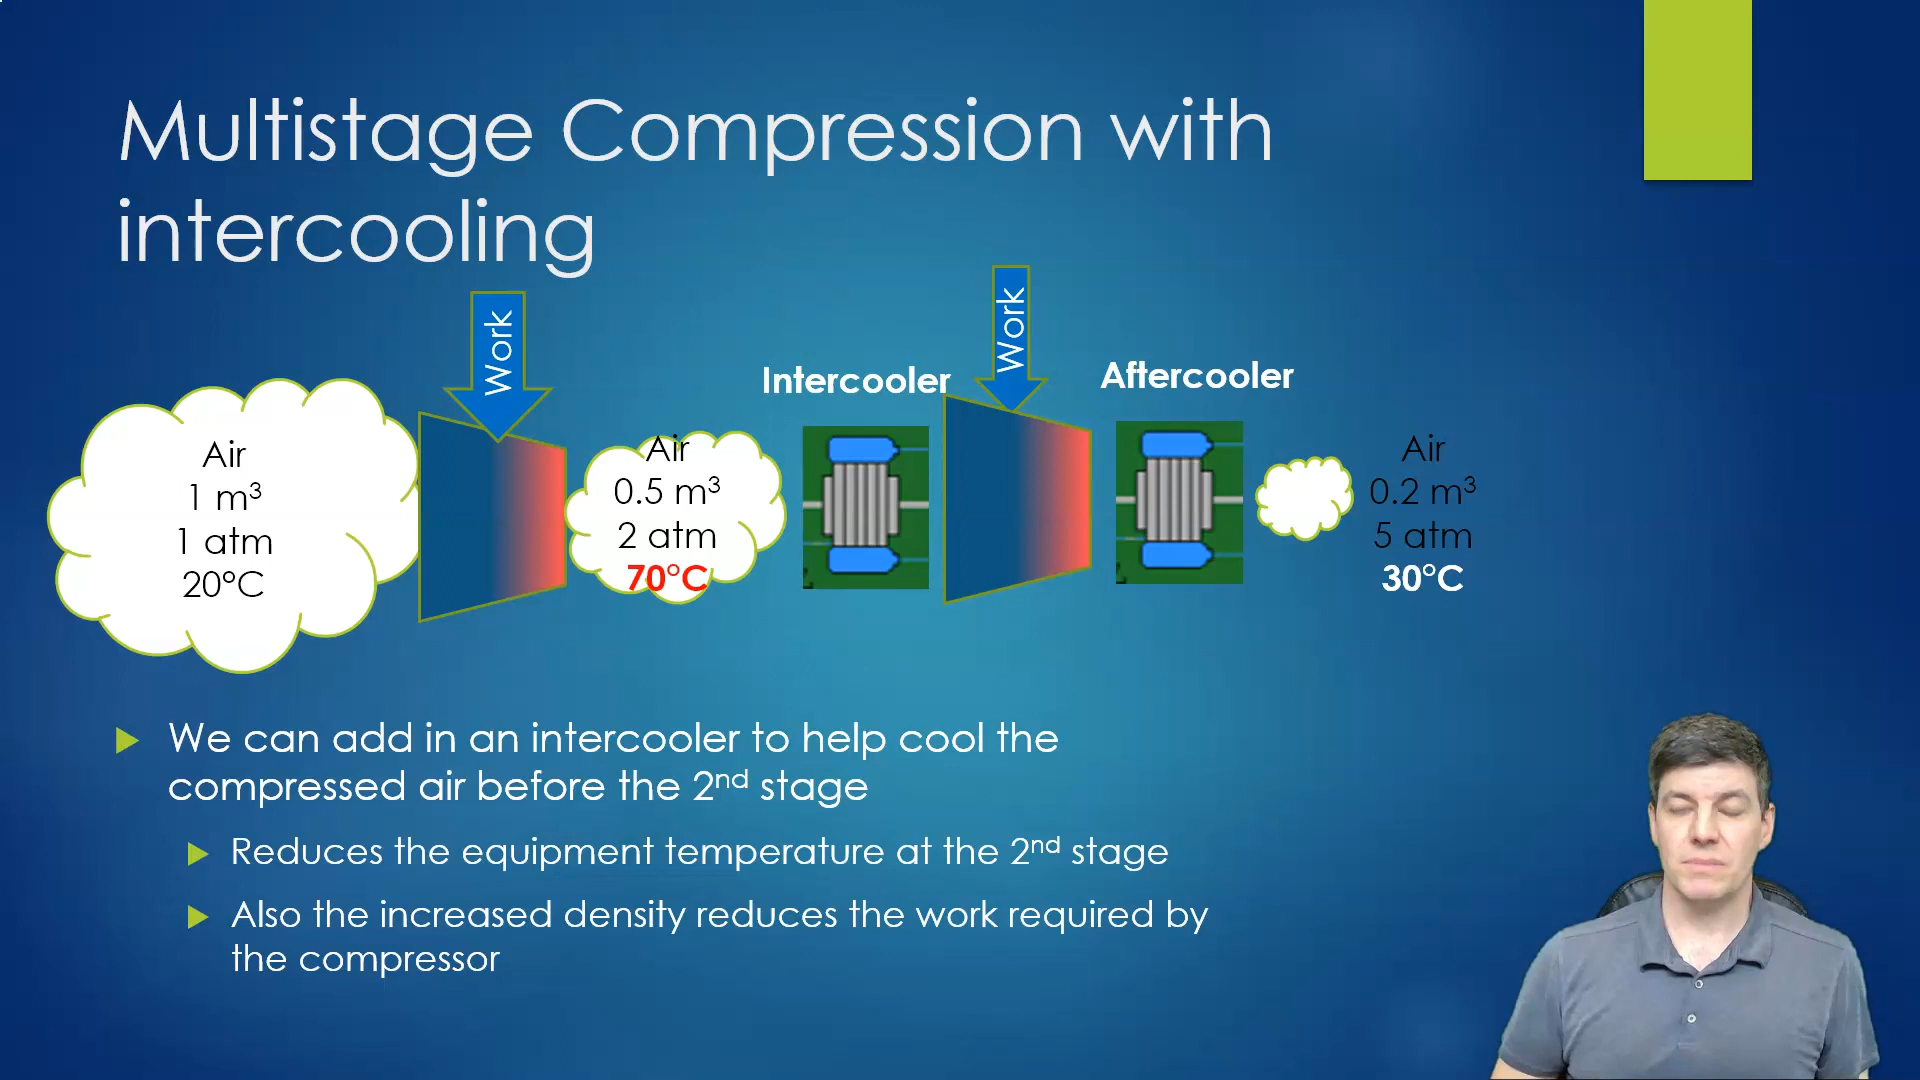 Multistage Compression with
intercooling
Work
Work
Intercooler
Aftercooler
Air
1 m³
1 atm
20°C
Air
0.5 m³
2 atm
70°C
Air
0.2 m³
5 atm
30°C
We can add in an intercooler to help cool the
compressed air before the 2nd stage
Reduces the equipment temperature at the 2nd stage
Also the increased density reduces the work required by
the compressor